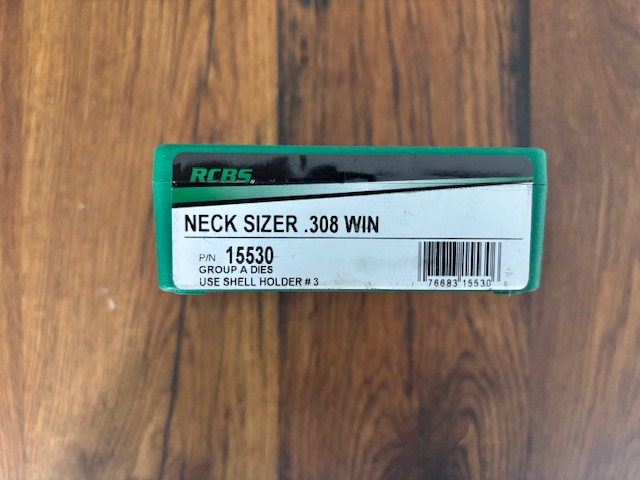 RCBS
NECK SIZER .308 WIN
P/N 15530
GROUP A DIES
USE SHELL HOLDER # 3
76683 15530